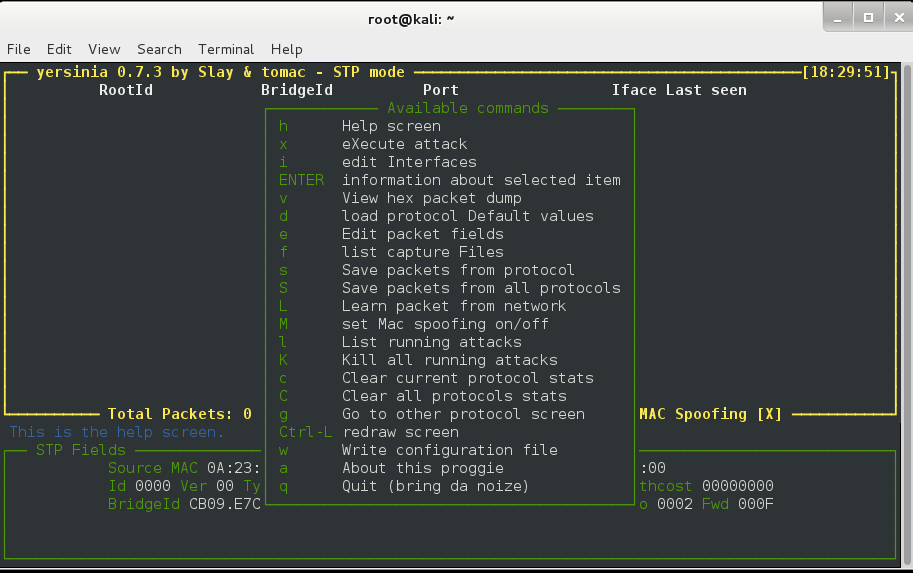 root@kali: ~
File Edit View Search Terminal Help
yersinia 0.7.3 by Slay & tomac - STP mode [18:29:51]
RootId BridgeId Port Iface Last seen
Available commands
h Help screen
x eXecute attack
i edit Interfaces
ENTER information about selected item
v View hex packet dump
d load protocol Default values
e Edit packet fields
f list capture Files
s Save packets from protocol
S Save packets from all protocols
L Learn packet from network
M set Mac spoofing on/off
l List running attacks
K Kill all running attacks
c Clear current protocol stats
C Clear all protocols stats
Total Packets: 0 g Go to other protocol screen MAC Spoofing [X]
This is the help screen. Ctrl-L redraw screen
STP Fields w Write configuration file
Source MAC 0A:23: a About this proggie :00
Id 0000 Ver 00 Ty q Quit (bring da noize) thcost 00000000
BridgeId CB09.E7C o 0002 Fwd 000F